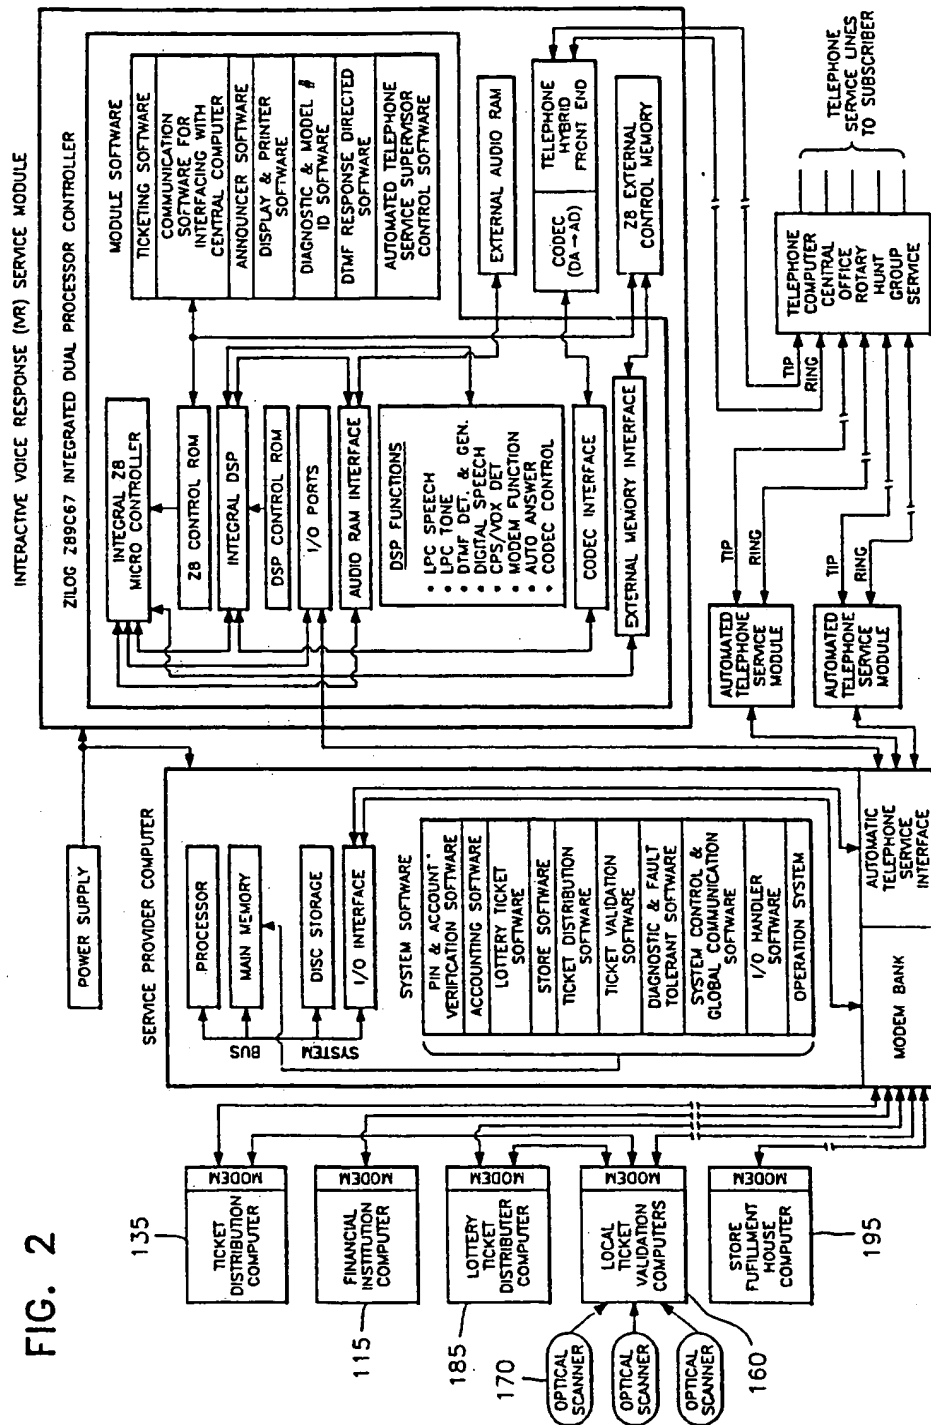 FIG. 2
INTERACTIVE VOICE RESPONSE (IVR) SERVICE MODULE
ZILOG Z89C67 INTEGRATED DUAL PROCESSOR CONTROLLER
INTEGRAL Z8
MICRO CONTROLLER
Z8 CONTROL ROM
INTEGRAL DSP
DSP CONTROL ROM
I/O PORTS
AUDIO RAM INTERFACE
DSP FUNCTIONS
• LPC SPEECH
• LPC TONE
• DTMF DET. & GEN.
• DIGITAL SPEECH
• CPS/VOX DET
• MODEM FUNCTION
• AUTO ANSWER
• CODEC CONTROL
CODEC INTERFACE
EXTERNAL MEMORY INTERFACE
MODULE SOFTWARE
TICKETING SOFTWARE
COMMUNICATION
SOFTWARE FOR
INTERFACING WITH
CENTRAL COMPUTER
ANNOUNCER SOFTWARE
DISPLAY & PRINTER
SOFTWARE
DIAGNOSTIC & MODEL #
ID SOFTWARE
DTMF RESPONSE DIRECTED
SOFTWARE
AUTOMATED TELEPHONE
SERVICE SUPERVISOR
CONTROL SOFTWARE
EXTERNAL AUDIO RAM
CODEC
(DA→AD)
TELEPHONE
HYBRID
FRONT END
Z8 EXTERNAL
CONTROL MEMORY
POWER SUPPLY
SERVICE PROVIDER COMPUTER
PROCESSOR
MAIN MEMORY
DISC STORAGE
I/O INTERFACE
SYSTEM
BUS
SYSTEM SOFTWARE
PIN & ACCOUNT
VERIFICATION SOFTWARE
ACCOUNTING SOFTWARE
LOTTERY TICKET
SOFTWARE
STORE SOFTWARE
TICKET DISTRIBUTION
SOFTWARE
TICKET VALIDATION
SOFTWARE
DIAGNOSTIC & FAULT
TOLERANT SOFTWARE
SYSTEM CONTROL &
GLOBAL COMMUNICATION
SOFTWARE
I/O HANDLER
SOFTWARE
OPERATION SYSTEM
MODEM BANK
AUTOMATIC
TELEPHONE
SERVICE
INTERFACE
AUTOMATED
TELEPHONE
SERVICE
MODULE
TIP
RING
AUTOMATED
TELEPHONE
SERVICE
MODULE
TIP
RING
TIP
RING
TELEPHONE
COMPUTER
CENTRAL
OFFICE
ROTARY
HUNT
GROUP
SERVICE
TELEPHONE
SERVICE LINES
TO SUBSCRIBER
135
TICKET
DISTRIBUTION
COMPUTER
MODEM
115
FINANCIAL
INSTITUTION
COMPUTER
MODEM
185
LOTTERY
TICKET
DISTRIBUTER
COMPUTER
MODEM
170
OPTICAL
SCANNER
OPTICAL
SCANNER
OPTICAL
SCANNER
LOCAL
TICKET
VALIDATION
COMPUTERS
MODEM
160
STORE
FUFILLMENT
HOUSE
COMPUTER
MODEM
195